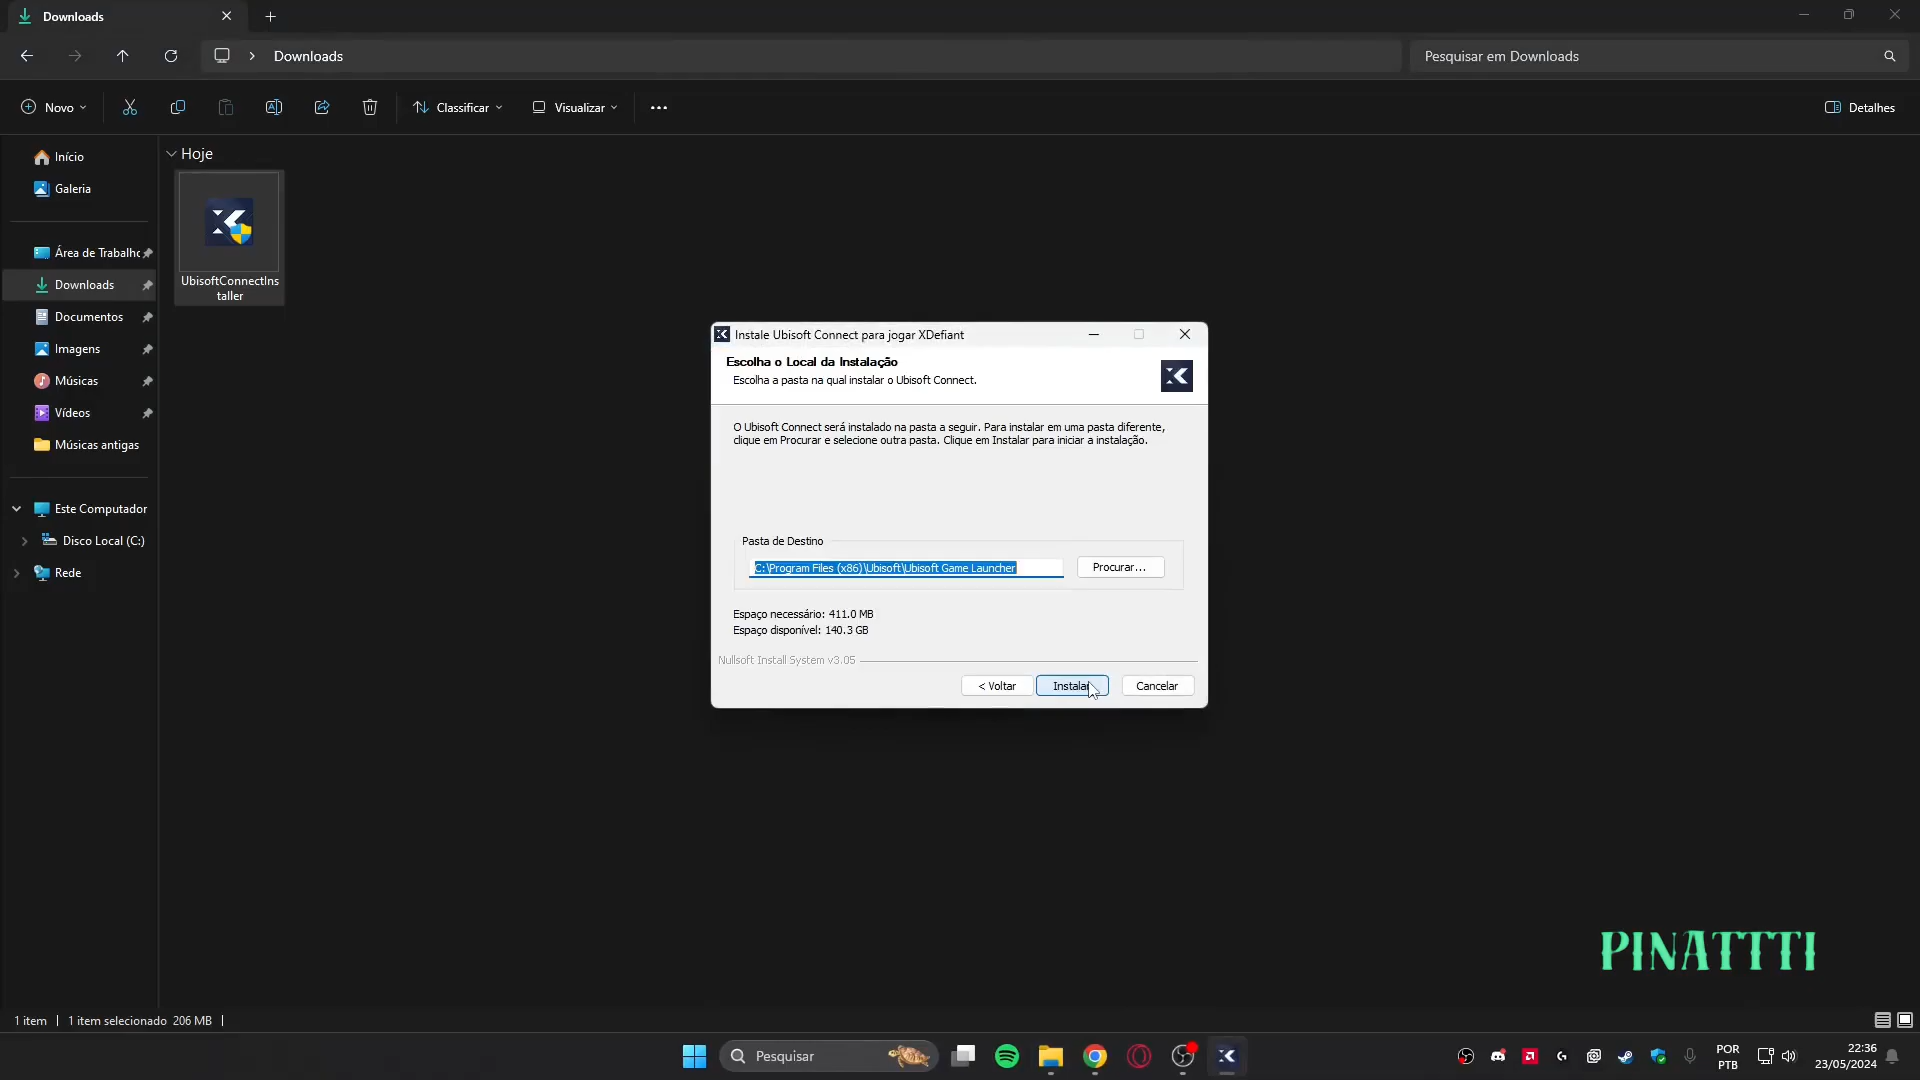 Downloads
Downloads
Pesquisar em Downloads
Novo
Classificar
Visualizar
Detalhes
Início
Galeria
Área de Trabalho
Downloads
Documentos
Imagens
Músicas
Vídeos
Músicas antigas
Este Computador
Disco Local (C:)
Rede
Hoje
UbisoftConnectIns
taller
Instale Ubisoft Connect para jogar XDefiant
Escolha o Local da Instalação
Escolha a pasta na qual instalar o Ubisoft Connect.
O Ubisoft Connect será instalado na pasta a seguir. Para instalar em uma pasta diferente,
clique em Procurar e selecione outra pasta. Clique em Instalar para iniciar a instalação.
Pasta de Destino
C:\Program Files (x86)\Ubisoft\Ubisoft Game Launcher
Procurar...
Espaço necessário: 411.0 MB
Espaço disponível: 140.3 GB
Nullsoft Install System v3.05
< Voltar
Instalar
Cancelar
PINATTTI
1 item
1 item selecionado 206 MB
Pesquisar
POR
PTB
22:36
23/05/2024